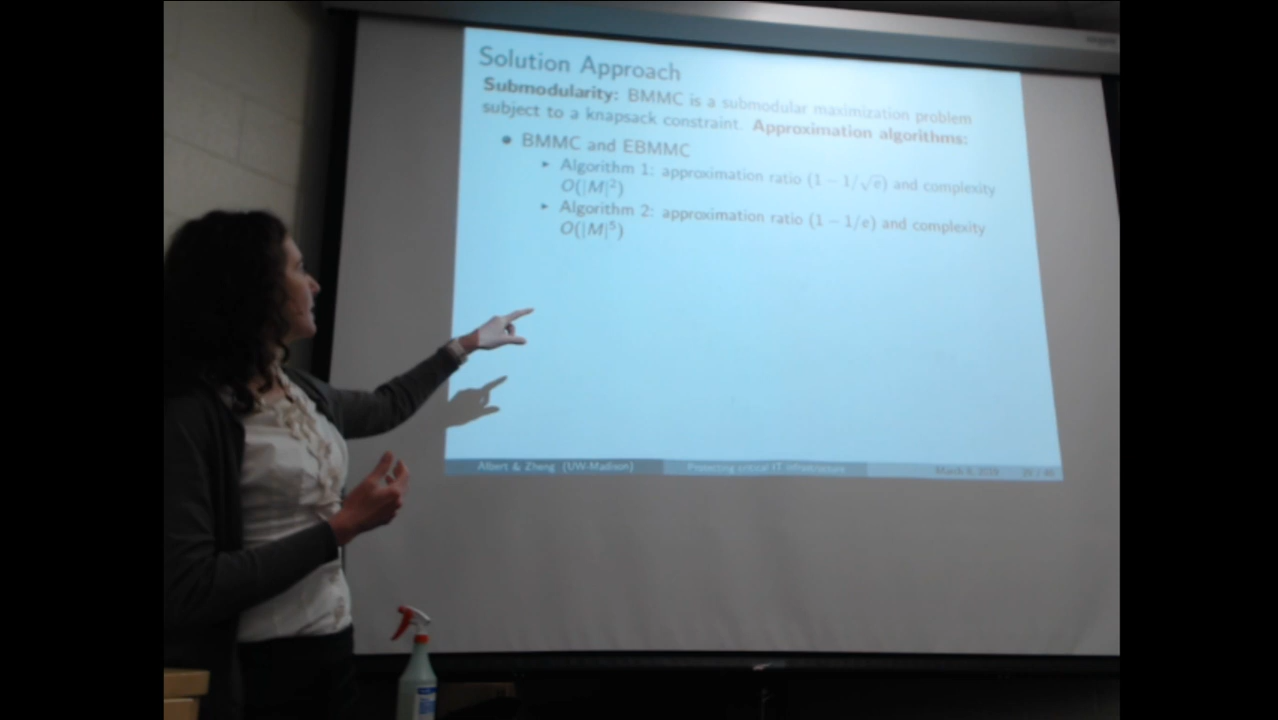 Solution Approach
Submodularity: BMMC is a submodular maximization problem
subject to a knapsack constraint. Approximation algorithms:
● BMMC and EBMMC
▶ Algorithm 1: approximation ratio (1 − 1/√e) and complexity
O(|M|²)
▶ Algorithm 2: approximation ratio (1 − 1/e) and complexity
O(|M|⁵)
Albert & Zheng (UW-Madison) Protecting critical IT infrastructure March